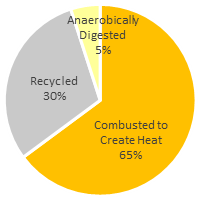 Anaerobically
Digested
5%
Recycled
30%
Combusted to
Create Heat
65%